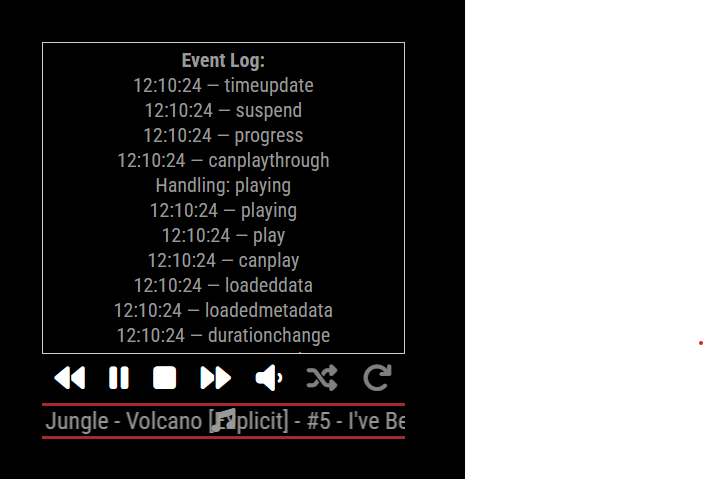 Event Log:
12:10:24 — timeupdate
12:10:24 — suspend
12:10:24 — progress
12:10:24 — canplaythrough
Handling: playing
12:10:24 — playing
12:10:24 — play
12:10:24 — canplay
12:10:24 — loadeddata
12:10:24 — loadedmetadata
12:10:24 — durationchange
Jungle - Volcano [Explicit] - #5 - I've Be